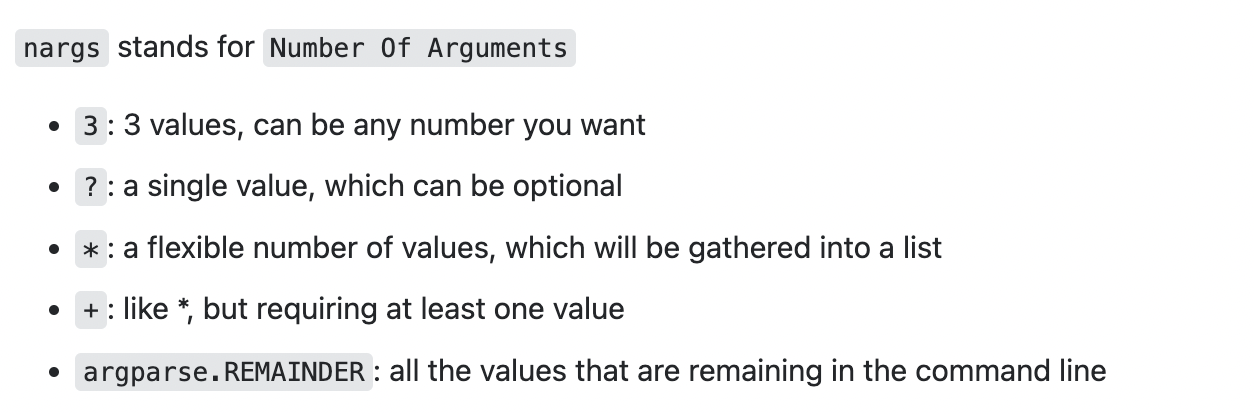 nargs stands for Number Of Arguments
• 3: 3 values, can be any number you want
• ?: a single value, which can be optional
• *: a flexible number of values, which will be gathered into a list
• +: like *, but requiring at least one value
• argparse.REMAINDER: all the values that are remaining in the command line